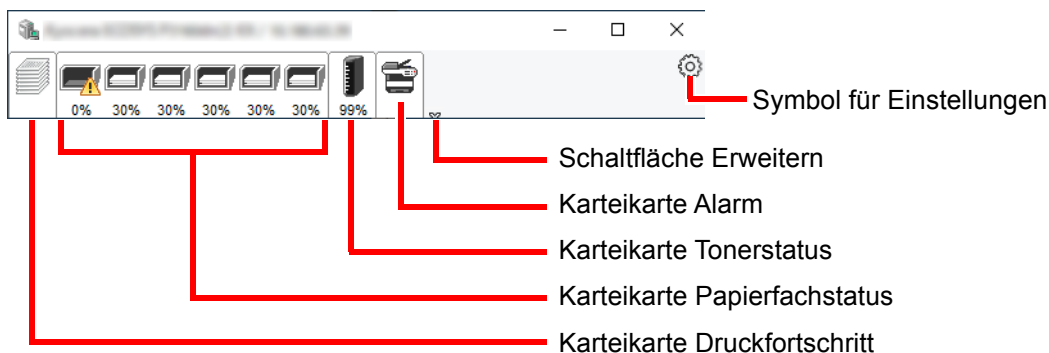 0% 30% 30% 30% 30% 30% 99%
Symbol für Einstellungen
Schaltfläche Erweitern
Karteikarte Alarm
Karteikarte Tonerstatus
Karteikarte Papierfachstatus
Karteikarte Druckfortschritt